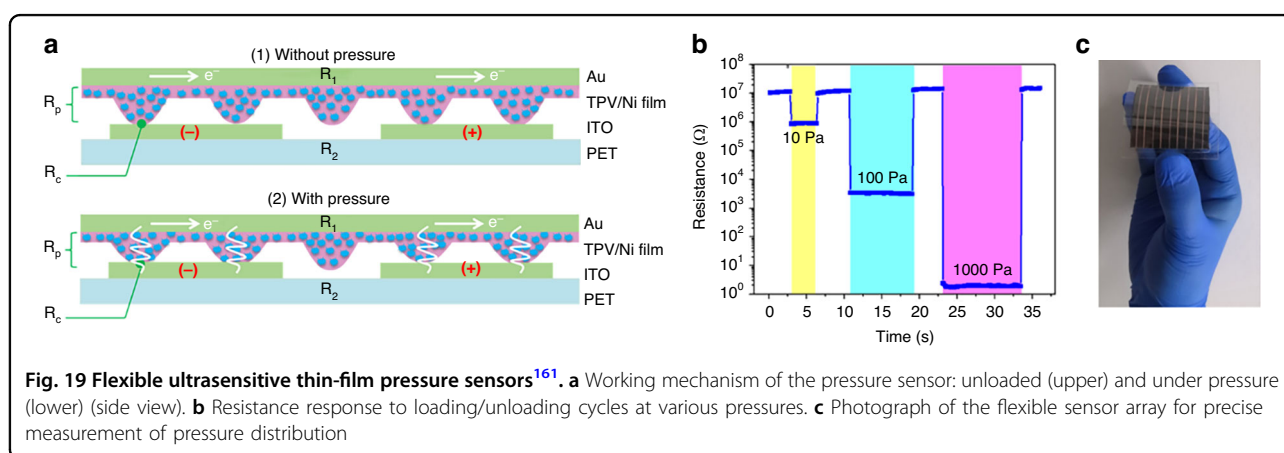 a
(1) Without pressure
e⁻ R₁ e⁻ Au
Rₚ TPV/Ni film
(−) (+) ITO
R₂ PET
R꜀
(2) With pressure
e⁻ R₁ e⁻ Au
Rₚ TPV/Ni film
(−) (+) ITO
R₂ PET
R꜀
b
Resistance (Ω)
10⁸
10⁷
10⁶
10⁵
10⁴
10³
10²
10¹
10⁰
10 Pa
100 Pa
1000 Pa
0 5 10 15 20 25 30 35
Time (s)
c
Fig. 19 Flexible ultrasensitive thin-film pressure sensors¹⁶¹. a Working mechanism of the pressure sensor: unloaded (upper) and under pressure
(lower) (side view). b Resistance response to loading/unloading cycles at various pressures. c Photograph of the flexible sensor array for precise
measurement of pressure distribution